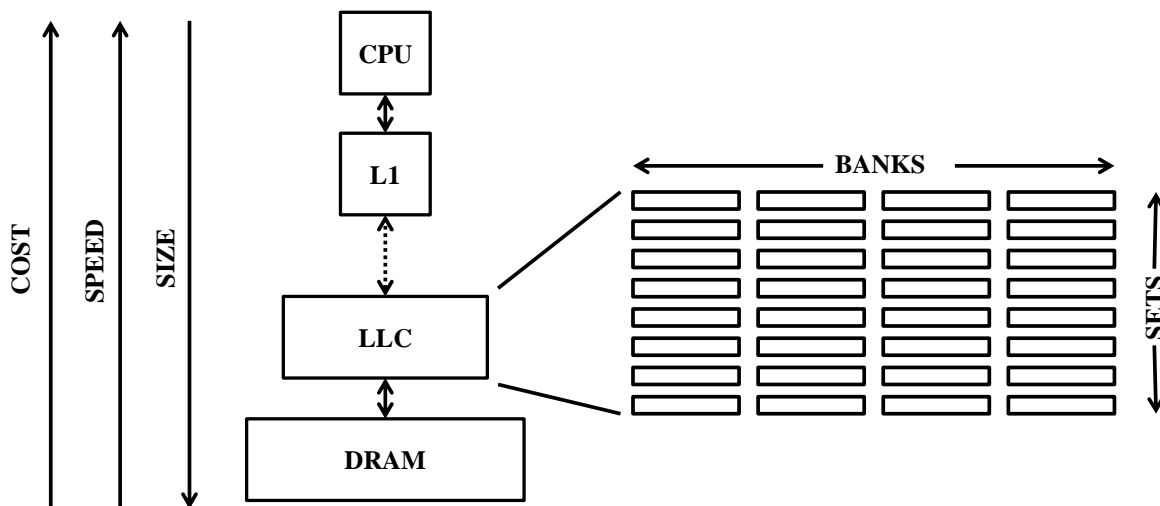 CPU
L1
LLC
DRAM
COST
SPEED
SIZE
BANKS
SETS